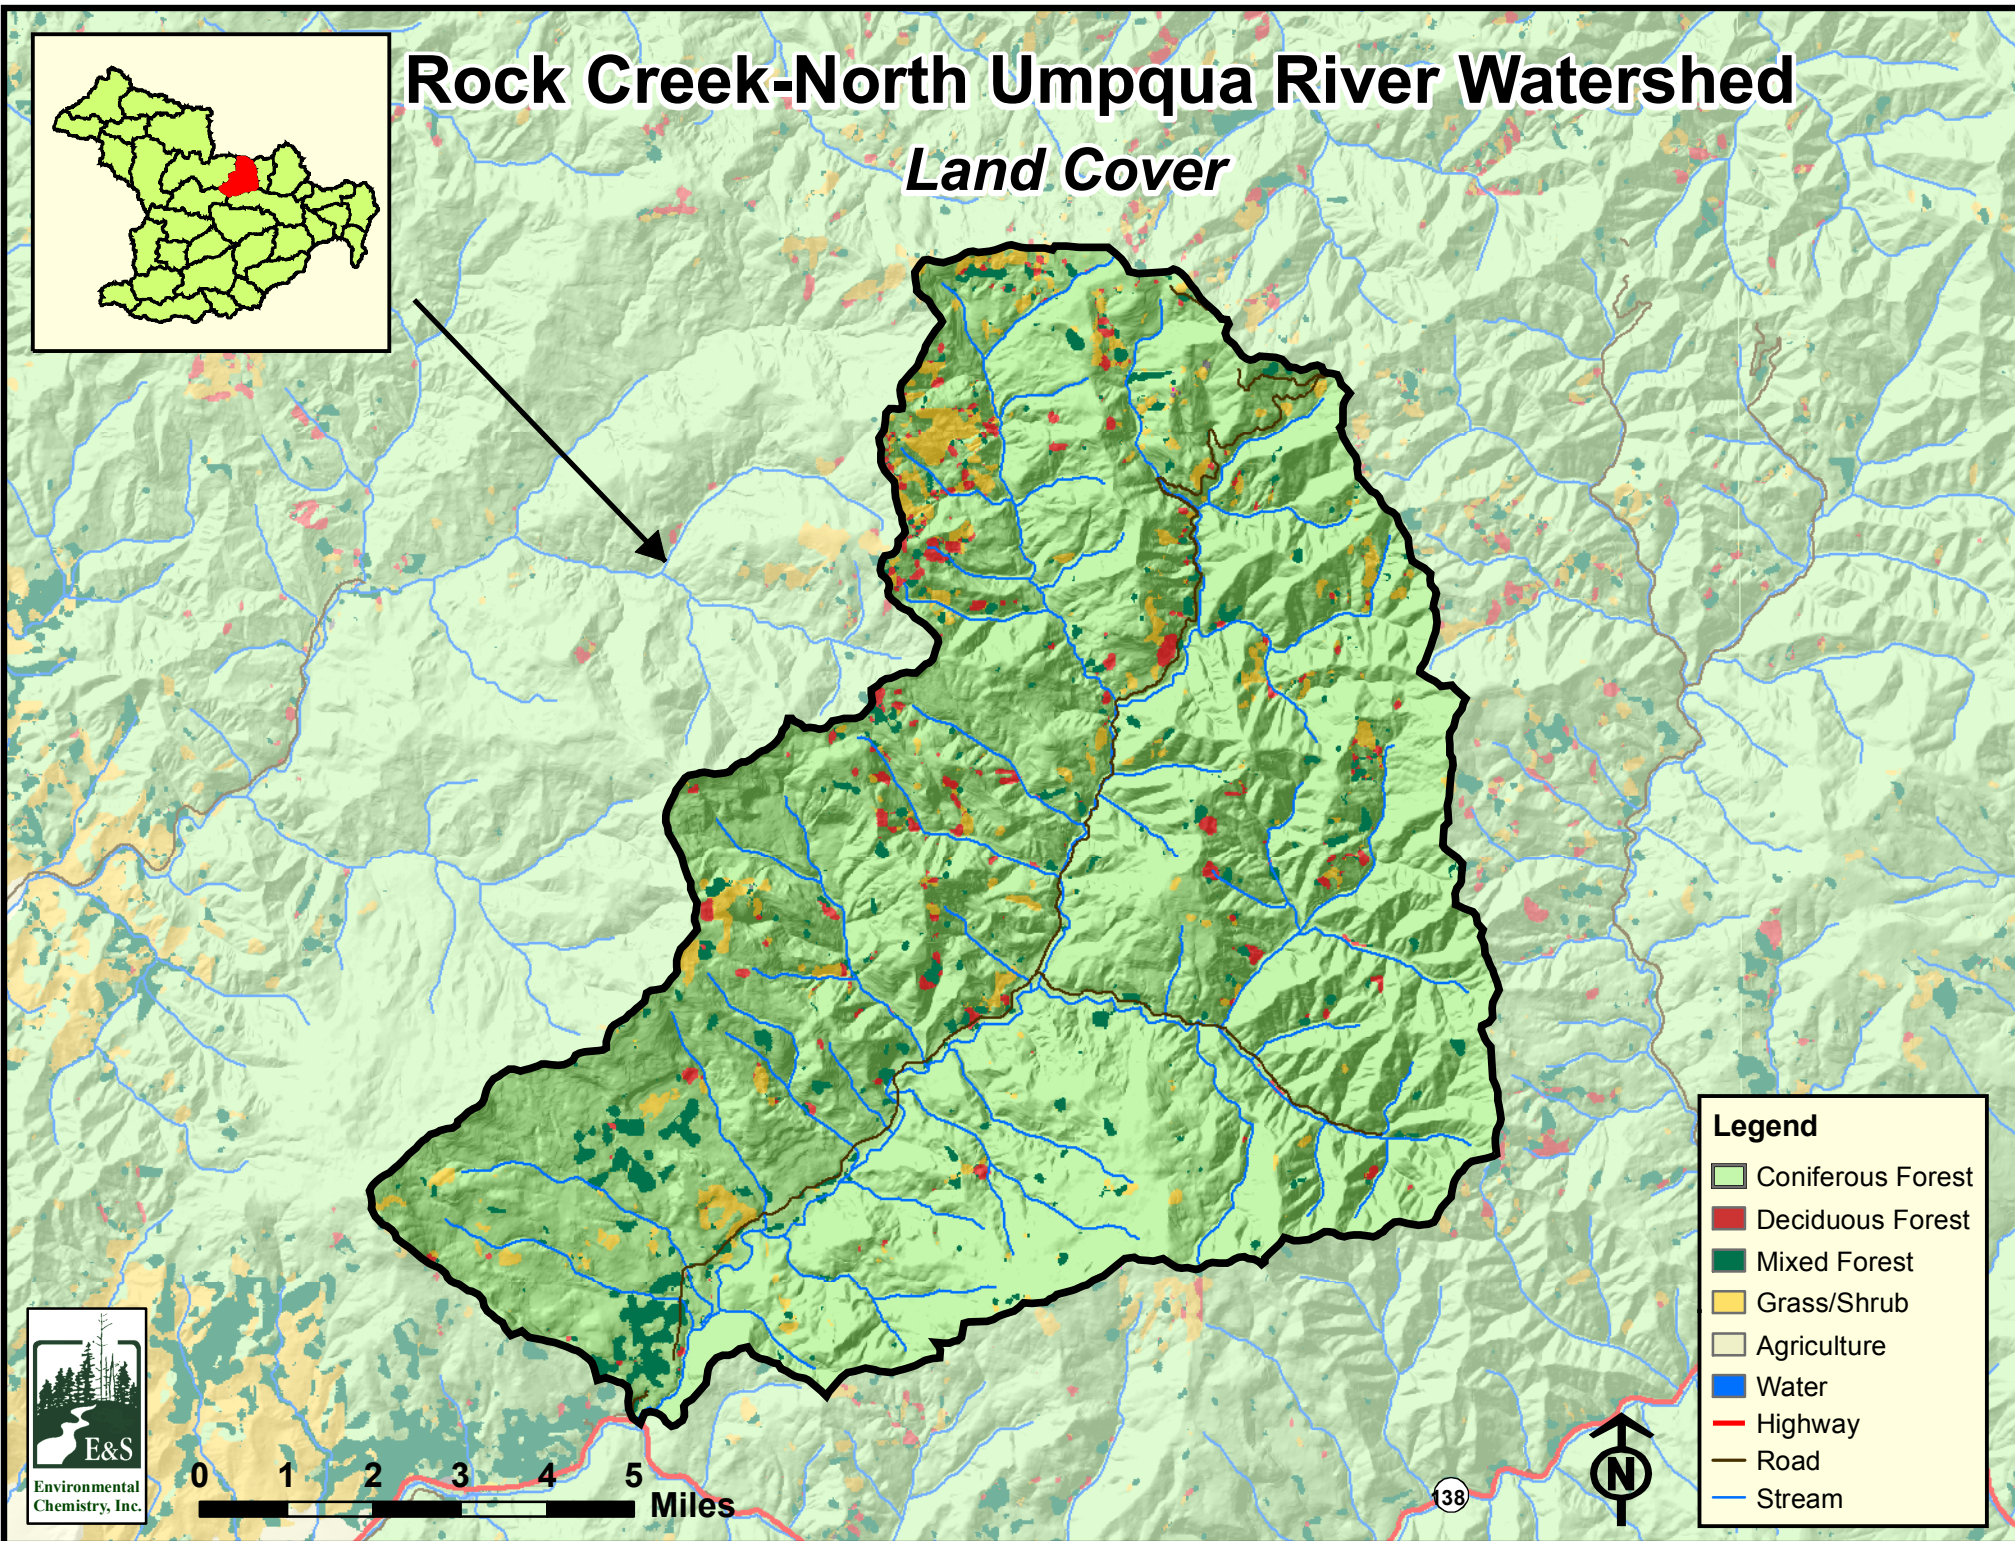 Rock Creek-North Umpqua River Watershed
Land Cover
Legend
Coniferous Forest
Deciduous Forest
Mixed Forest
Grass/Shrub
Agriculture
Water
Highway
Road
Stream
E&S
Environmental
Chemistry, Inc.
0 1 2 3 4 5
Miles
138
N